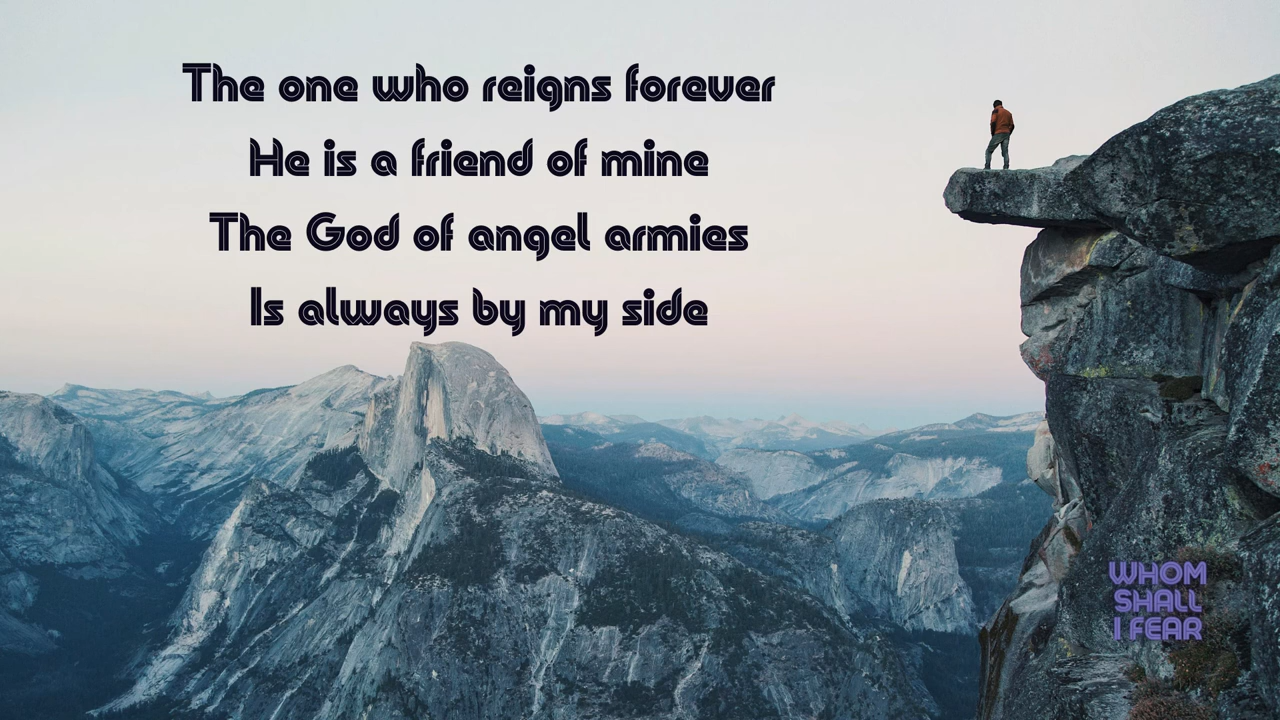 The one who reigns forever
He is a friend of mine
The God of angel armies
Is always by my side
WHOM
SHALL
I FEAR